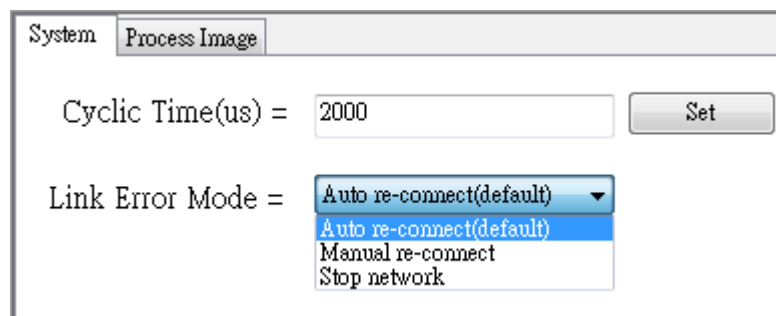 System Process Image
Cyclic Time(us) = 2000 Set
Link Error Mode = Auto re-connect(default)
Auto re-connect(default)
Manual re-connect
Stop network